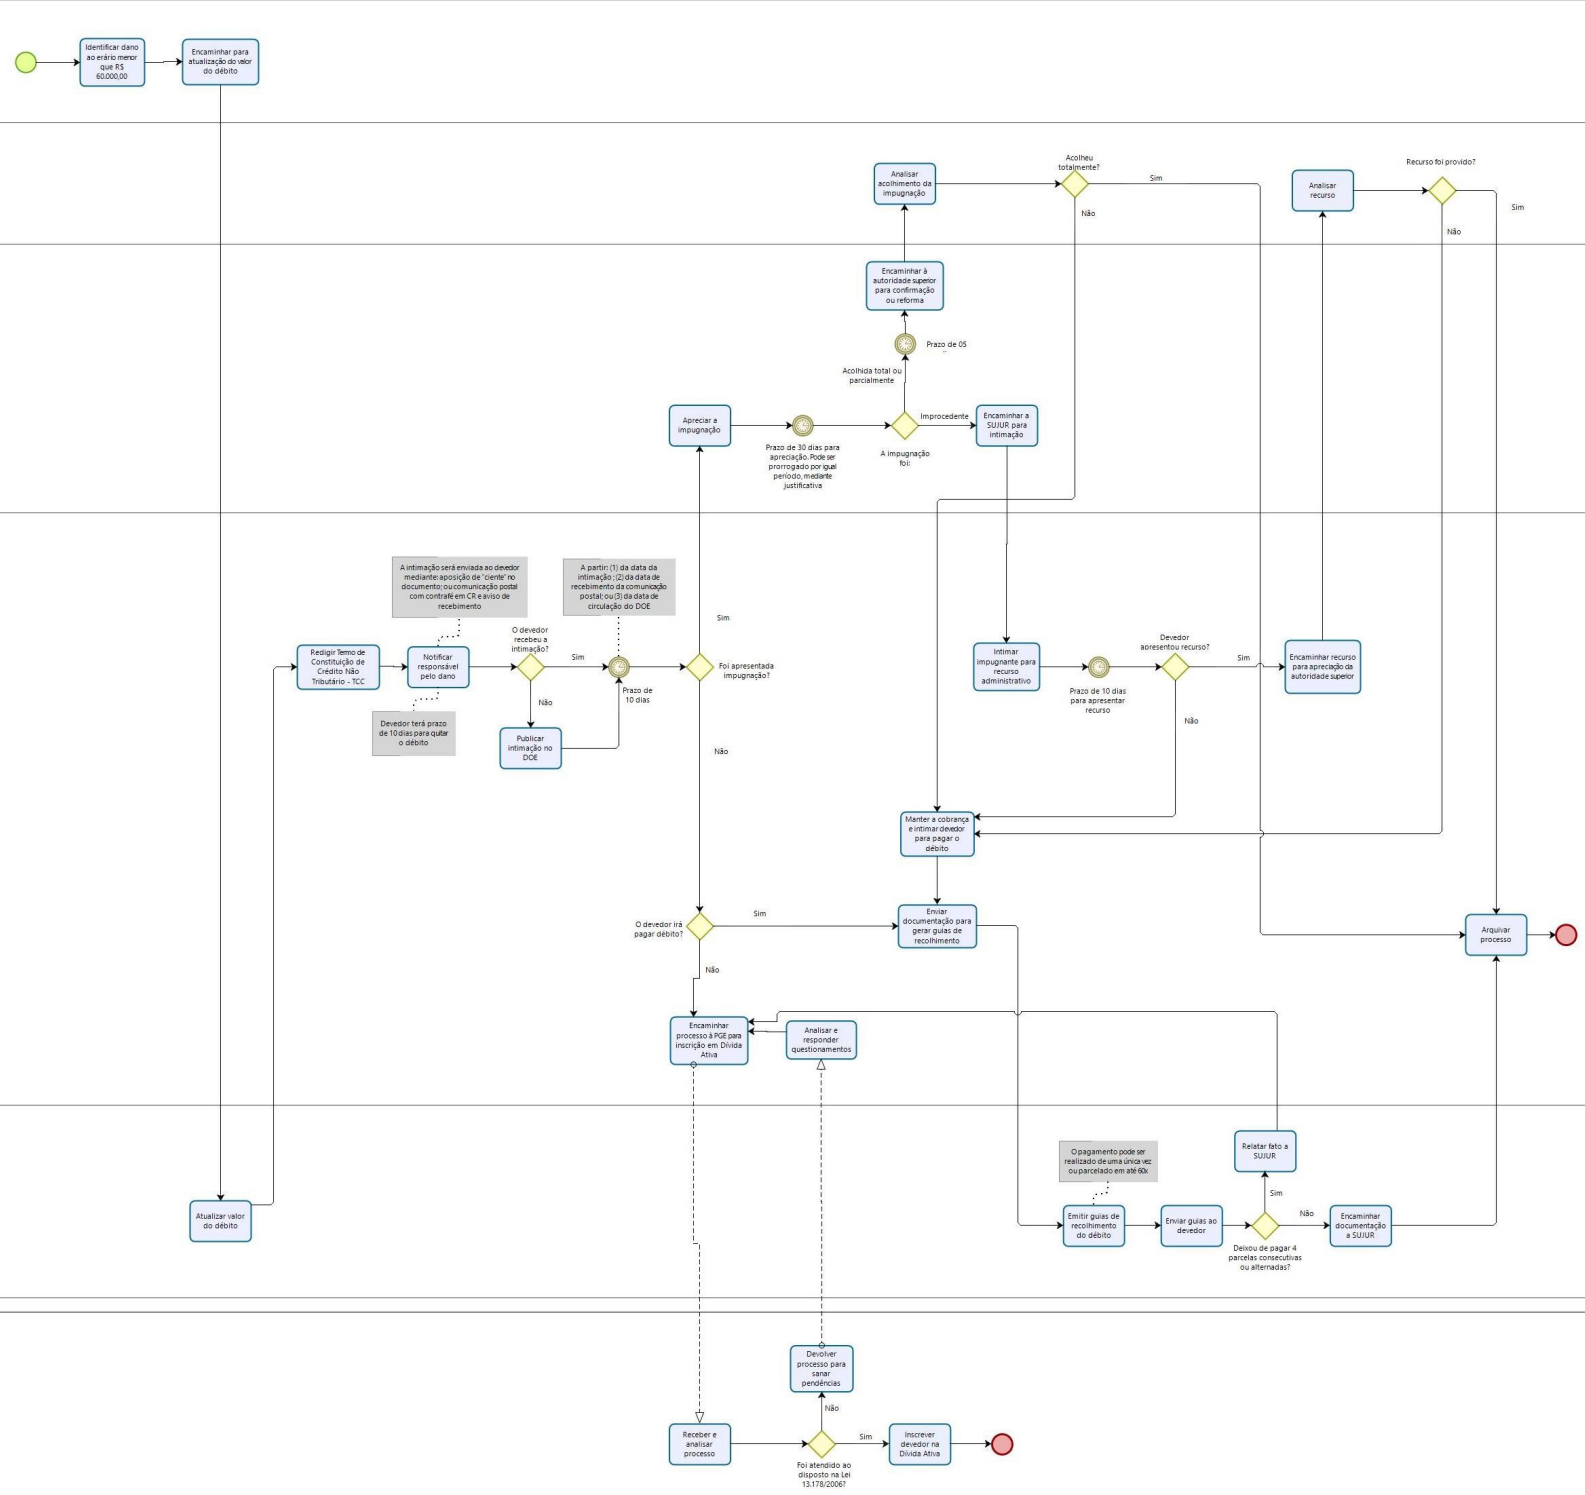 Identificar dano
ao erário menor
que R$
60.000,00
Encaminhar para
atualização do valor
do débito
Analisar
acolhimento da
impugnação
Acolheu
totalmente?
Sim
Não
Analisar
recurso
Recurso foi provido?
Sim
Não
Encaminhar à
autoridade superior
para confirmação
ou reforma
Prazo de 05
Acolhida total ou
parcialmente
Apreciar a
impugnação
Prazo de 30 dias para
apreciação. Pode ser
prorrogado por igual
período, mediante
justificativa
Improcedente
A impugnação
foi:
Encaminhar a
SUJUR para
intimação
A intimação será enviada ao devedor
mediante: aposição de "ciente" no
documento; ou comunicação postal
com contrafé em CR e aviso de
recebimento
A partir: (1) da data da
intimação ; (2) da data de
recebimento da comunicação
postal; ou (3) da data de
circulação do DOE
Redigir Termo de
Constituição de
Crédito Não
Tributário - TCC
Notificar
responsável
pelo dano
Devedor terá prazo
de 10 dias para quitar
o débito
O devedor
recebeu a
intimação?
Sim
Não
Publicar
intimação no
DOE
Prazo de
10 dias
Sim
Foi apresentada
impugnação?
Não
Intimar
impugnante para
recurso
administrativo
Prazo de 10 dias
para apresentar
recurso
Devedor
apresentou recurso?
Sim
Não
Encaminhar recurso
para apreciação da
autoridade superior
Manter a cobrança
e intimar devedor
para pagar o
débito
O devedor irá
pagar débito?
Sim
Não
Enviar
documentação para
gerar guias de
recolhimento
Arquivar
processo
Encaminhar
processo à PGE para
inscrição em Dívida
Ativa
Analisar e
responder
questionamentos
Atualizar valor
do débito
O pagamento pode ser
realizado de uma única vez
ou parcelado em até 60x
Emitir guias de
recolhimento
do débito
Enviar guias ao
devedor
Relatar fato a
SUJUR
Sim
Não
Deixou de pagar 4
parcelas consecutivas
ou alternadas?
Encaminhar
documentação
a SUJUR
Devolver
processo para
sanar
pendências
Não
Receber e
analisar
processo
Sim
Foi atendido ao
disposto na Lei
13.178/2006?
Inscrever
devedor na
Dívida Ativa